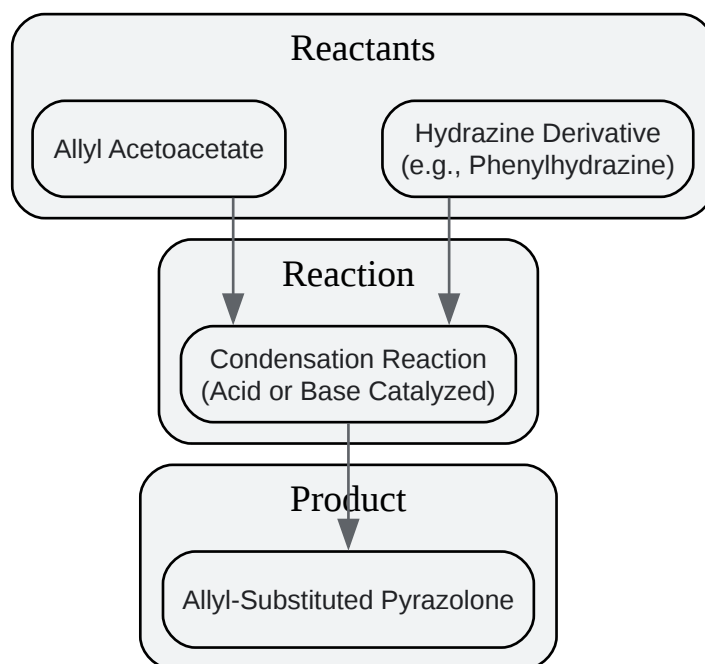 Reactants
Allyl Acetoacetate
Hydrazine Derivative
(e.g., Phenylhydrazine)
Reaction
Condensation Reaction
(Acid or Base Catalyzed)
Product
Allyl-Substituted Pyrazolone